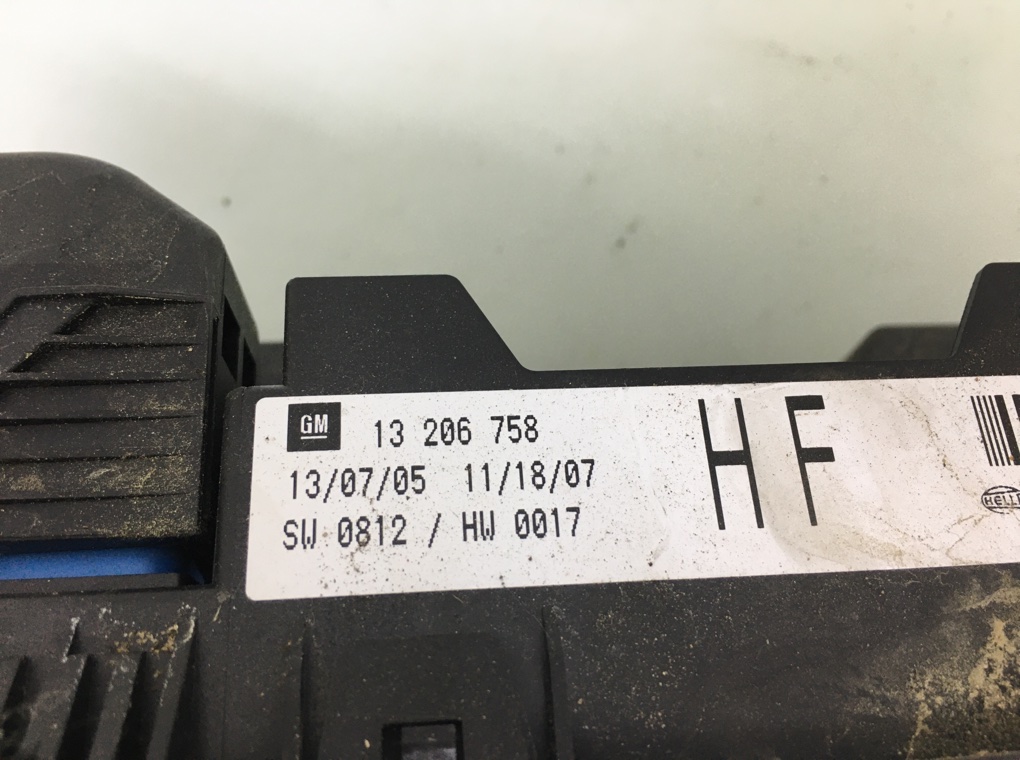 GM 13 206 758
13/07/05 11/18/07
SW 0812 / HW 0017
HF